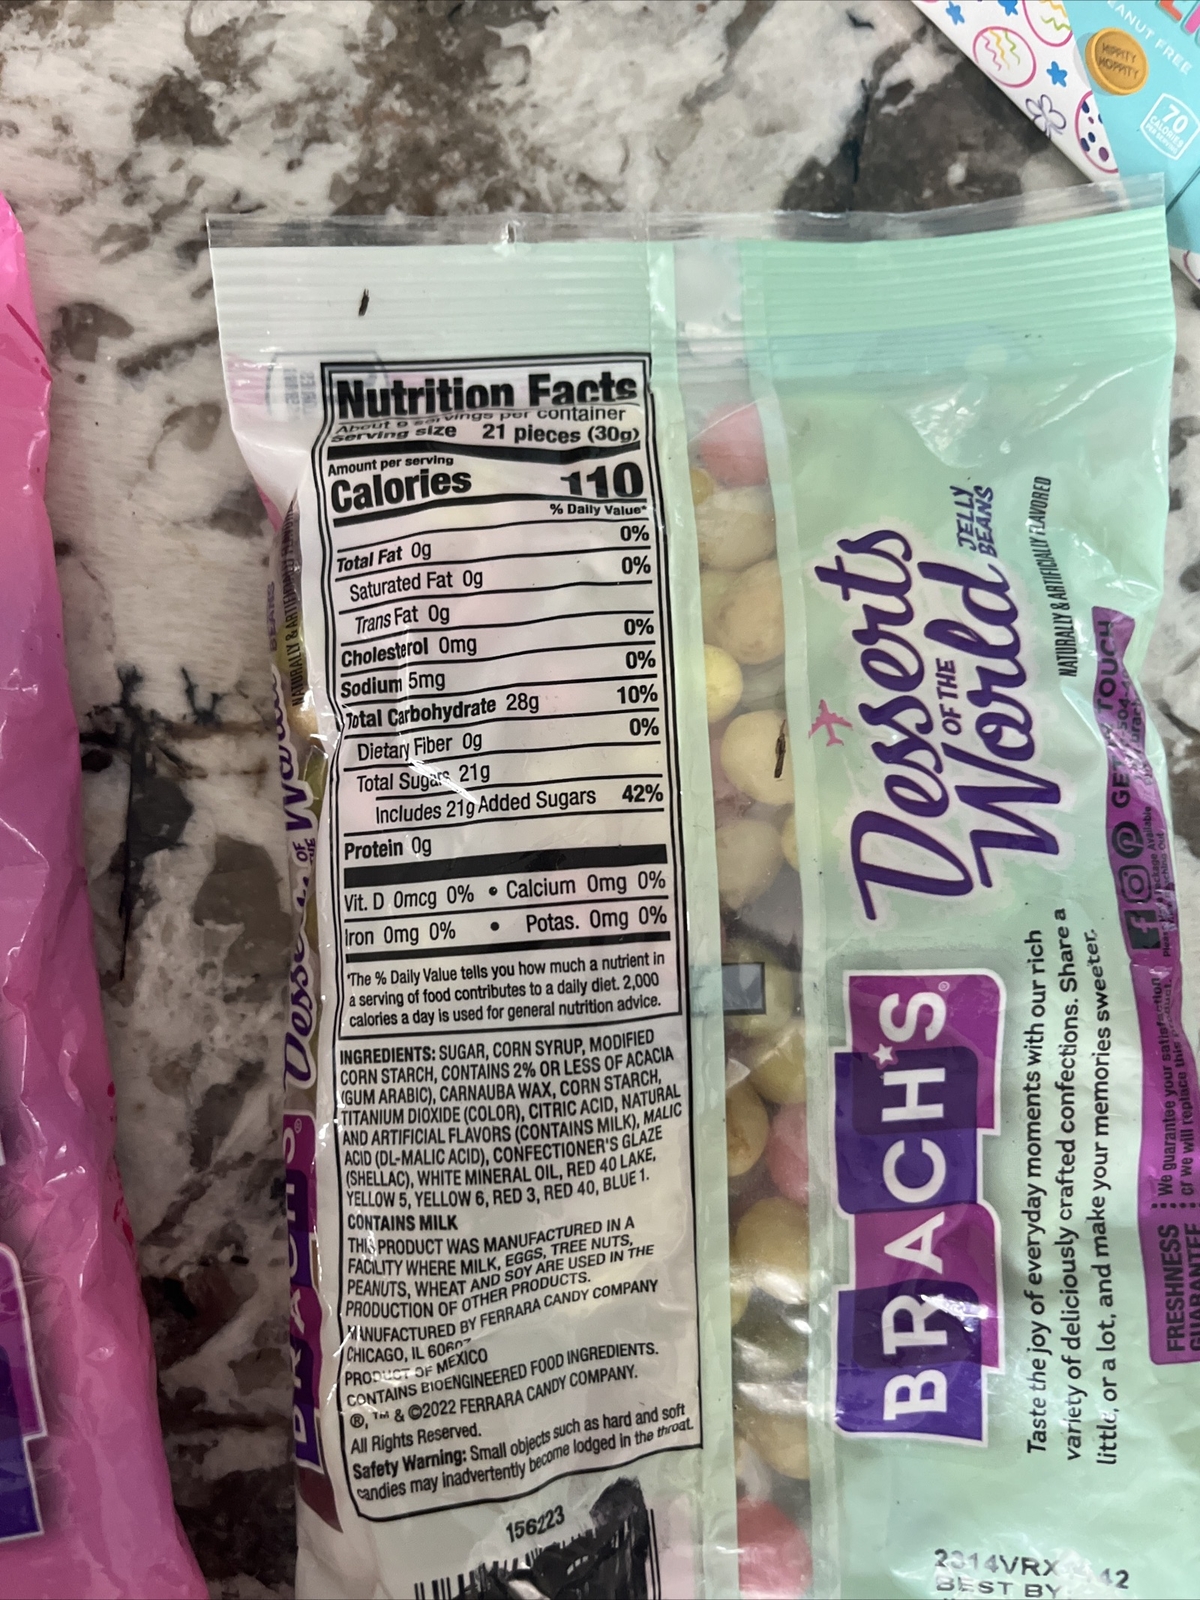 PEANUT FREE
HIPPITY
HOPPITY
70
CALORIES
PER SERVING
Nutrition Facts
About 9 servings per container
Serving size 21 pieces (30g)
Amount per serving
Calories 110
% Daily Value*
Total Fat 0g 0%
Saturated Fat 0g 0%
Trans Fat 0g
Cholesterol 0mg 0%
Sodium 5mg 0%
Total Carbohydrate 28g 10%
Dietary Fiber 0g 0%
Total Sugars 21g
Includes 21g Added Sugars 42%
Protein 0g
Vit. D 0mcg 0% • Calcium 0mg 0%
Iron 0mg 0% • Potas. 0mg 0%
*The % Daily Value tells you how much a nutrient in
a serving of food contributes to a daily diet. 2,000
calories a day is used for general nutrition advice.
INGREDIENTS: SUGAR, CORN SYRUP, MODIFIED
CORN STARCH, CONTAINS 2% OR LESS OF ACACIA
(GUM ARABIC), CARNAUBA WAX, CORN STARCH,
TITANIUM DIOXIDE (COLOR), CITRIC ACID, NATURAL
AND ARTIFICIAL FLAVORS (CONTAINS MILK), MALIC
ACID (DL-MALIC ACID), CONFECTIONER'S GLAZE
(SHELLAC), WHITE MINERAL OIL, RED 40 LAKE,
YELLOW 5, YELLOW 6, RED 3, RED 40, BLUE 1.
CONTAINS MILK
THIS PRODUCT WAS MANUFACTURED IN A
FACILITY WHERE MILK, EGGS, TREE NUTS,
PEANUTS, WHEAT AND SOY ARE USED IN THE
PRODUCTION OF OTHER PRODUCTS.
MANUFACTURED BY FERRARA CANDY COMPANY
CHICAGO, IL 60607
PRODUCT OF MEXICO
CONTAINS BIOENGINEERED FOOD INGREDIENTS.
®, ™ & ©2022 FERRARA CANDY COMPANY.
All Rights Reserved.
Safety Warning: Small objects such as hard and soft
candies may inadvertently become lodged in the throat.
156223
BRACH'S®
Desserts
OF THE
World
JELLY
BEANS
NATURALLY & ARTIFICIALLY FLAVORED
Taste the joy of everyday moments with our rich
variety of deliciously crafted confections. Share a
little, or a lot, and make your memories sweeter.
FRESHNESS
GUARANTEE
We guarantee your satisfaction
or we will replace this product.
GET TOUCH
2314VRX 42
BEST BY